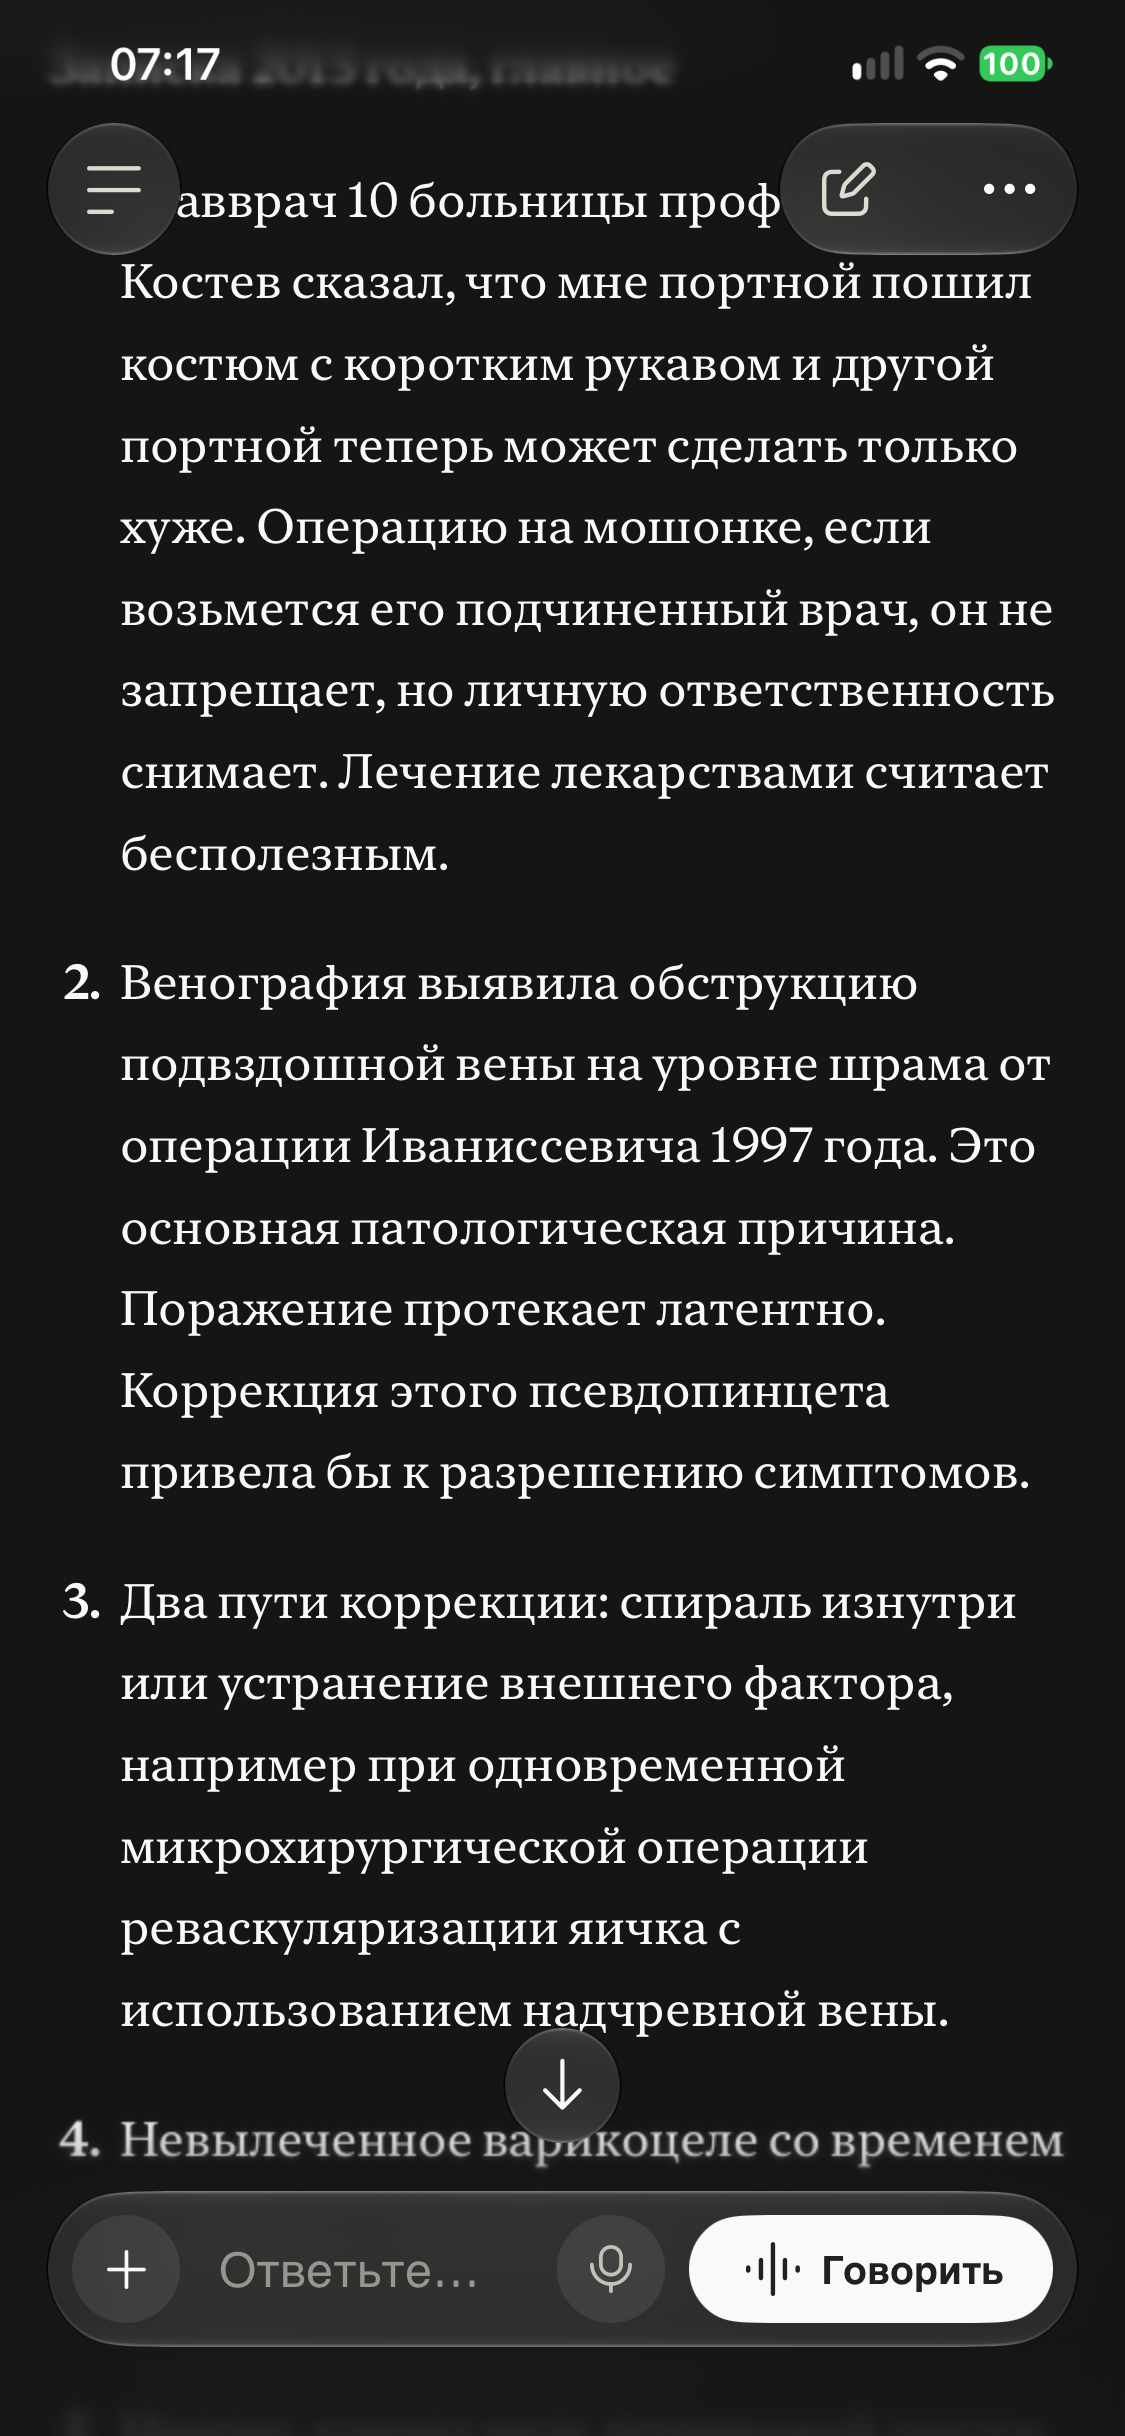 07:17
100
2015 года, главное
авврач 10 больницы проф
Костев сказал, что мне портной пошил
костюм с коротким рукавом и другой
портной теперь может сделать только
хуже. Операцию на мошонке, если
возьмется его подчиненный врач, он не
запрещает, но личную ответственность
снимает. Лечение лекарствами считает
бесполезным.
2. Венография выявила обструкцию
подвздошной вены на уровне шрама от
операции Иваниссевича 1997 года. Это
основная патологическая причина.
Поражение протекает латентно.
Коррекция этого псевдопинцета
привела бы к разрешению симптомов.
3. Два пути коррекции: спираль изнутри
или устранение внешнего фактора,
например при одновременной
микрохирургической операции
реваскуляризации яичка с
использованием надчревной вены.
4. Невылеченное варикоцеле со временем
Ответьте...
Говорить